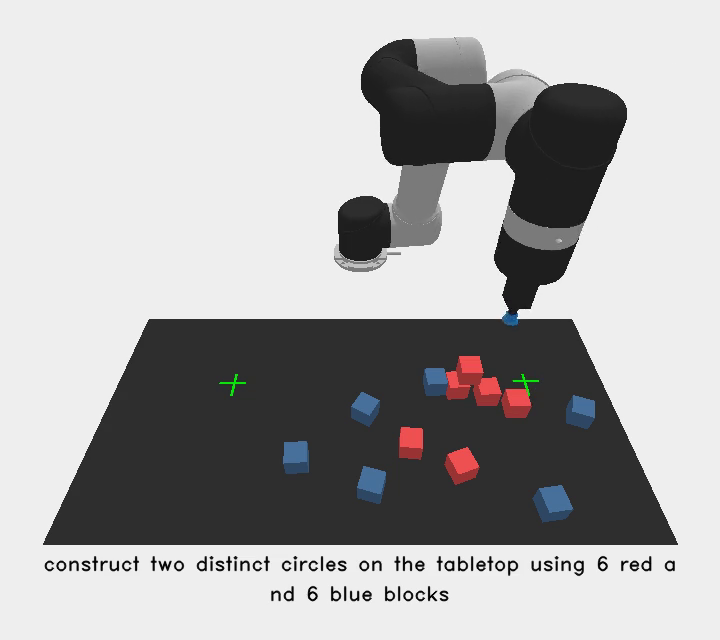 construct two distinct circles on the tabletop using 6 red a
nd 6 blue blocks